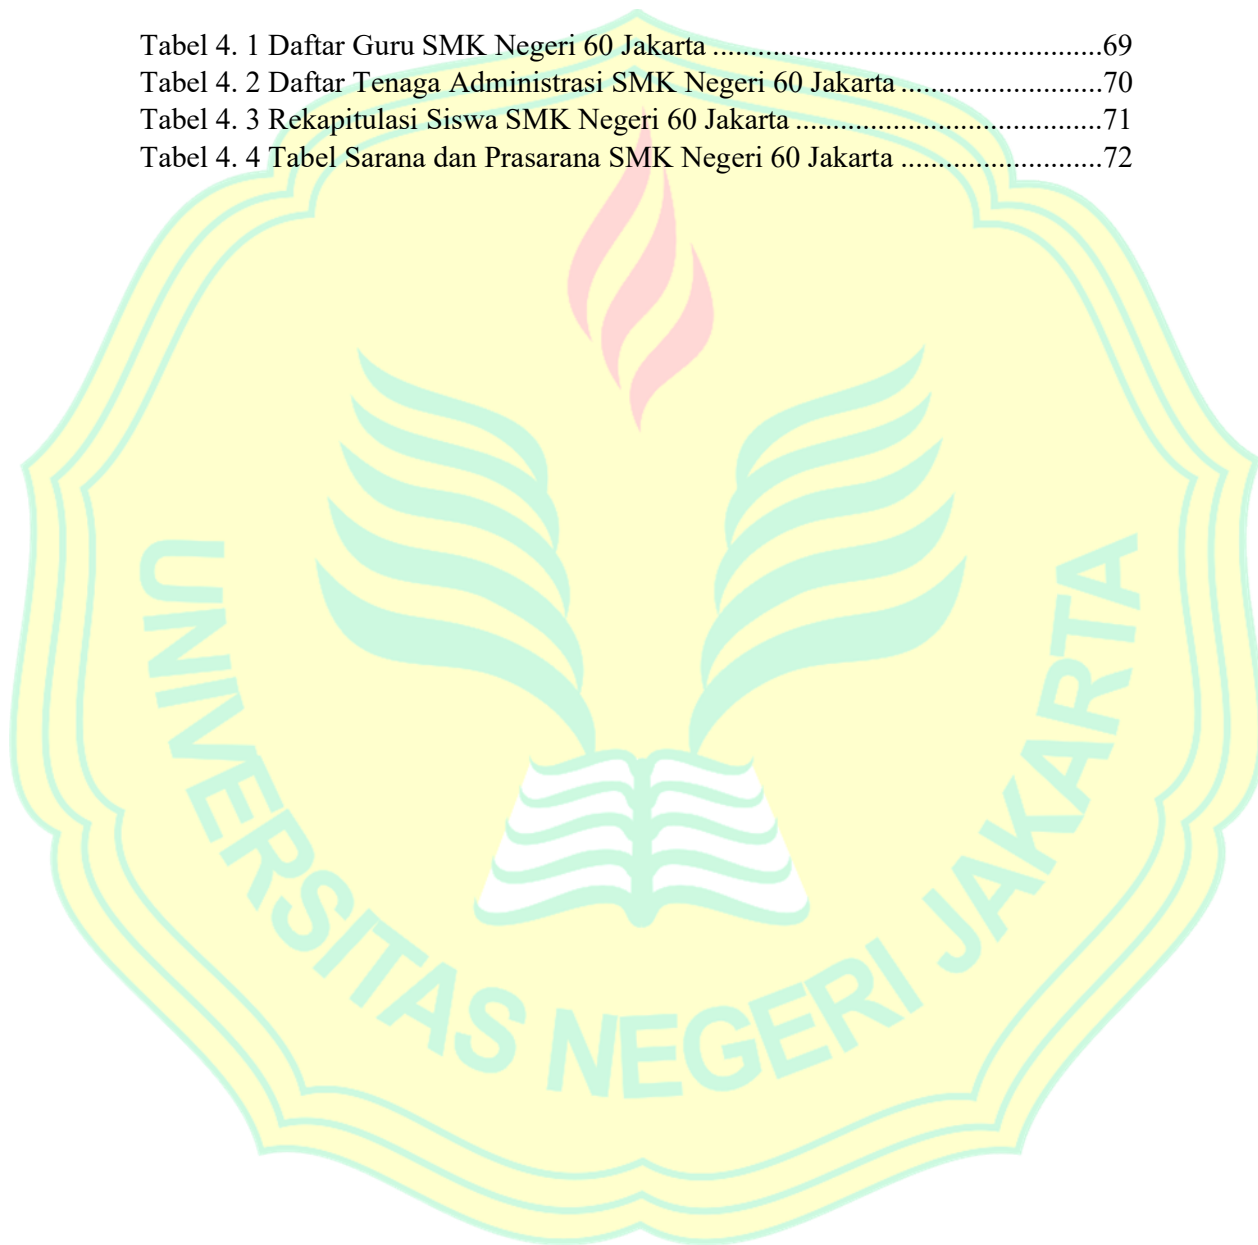 Tabel 4. 1 Daftar Guru SMK Negeri 60 Jakarta ....................................................69
Tabel 4. 2 Daftar Tenaga Administrasi SMK Negeri 60 Jakarta ...........................70
Tabel 4. 3 Rekapitulasi Siswa SMK Negeri 60 Jakarta .........................................71
Tabel 4. 4 Tabel Sarana dan Prasarana SMK Negeri 60 Jakarta ...........................72
UNIVERSITAS NEGERI JAKARTA